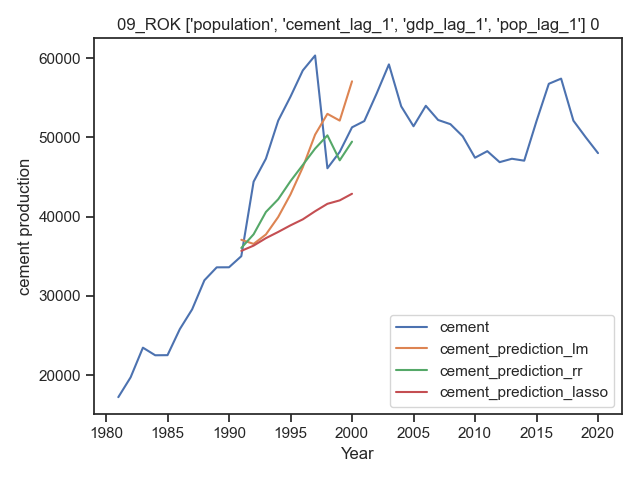 09_ROK ['population', 'cement_lag_1', 'gdp_lag_1', 'pop_lag_1'] 0
60000
50000
40000
30000
20000
cement production
1980
1985
1990
1995
2000
2005
2010
2015
2020
Year
cement
cement_prediction_lm
cement_prediction_rr
cement_prediction_lasso